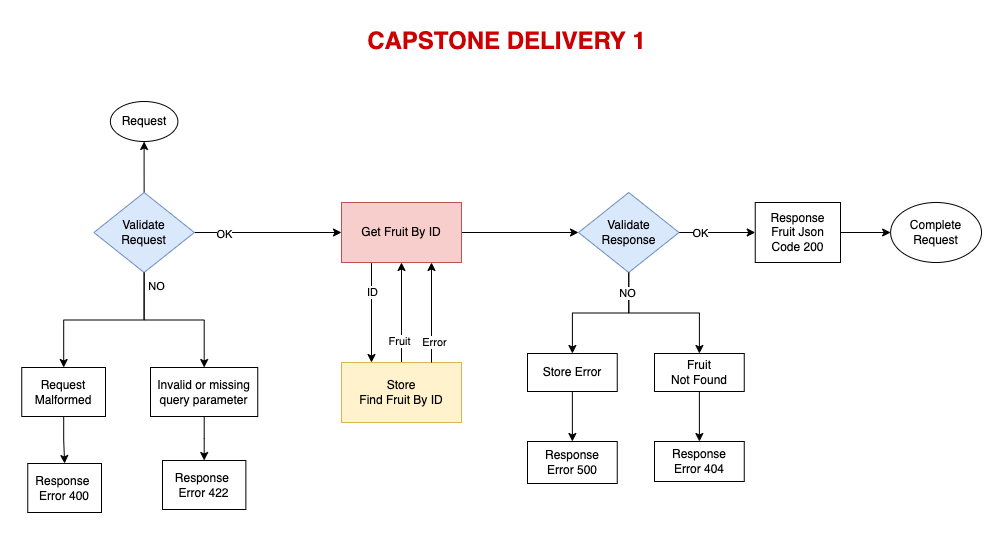 CAPSTONE DELIVERY 1
Request
Validate
Request
OK
NO
Get Fruit By ID
ID
Fruit
Error
Store
Find Fruit By ID
Validate
Response
OK
NO
Response
Fruit Json
Code 200
Complete
Request
Request
Malformed
Invalid or missing
query parameter
Response
Error 400
Response
Error 422
Store Error
Fruit
Not Found
Response
Error 500
Response
Error 404